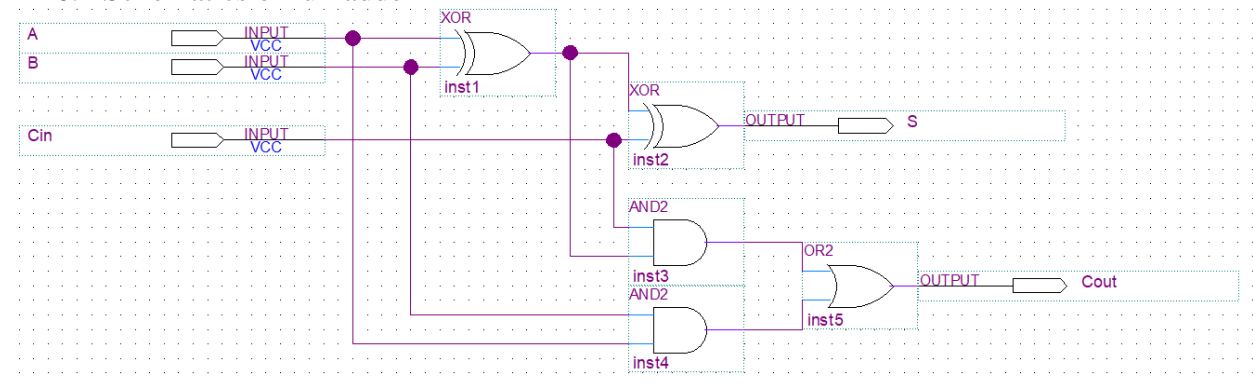 XOR
A
INPUT
VCC
B
INPUT
VCC
inst1
XOR
Cin
INPUT
VCC
OUTPUT
S
inst2
AND2
inst3
OR2
OUTPUT
Cout
AND2
inst5
inst4